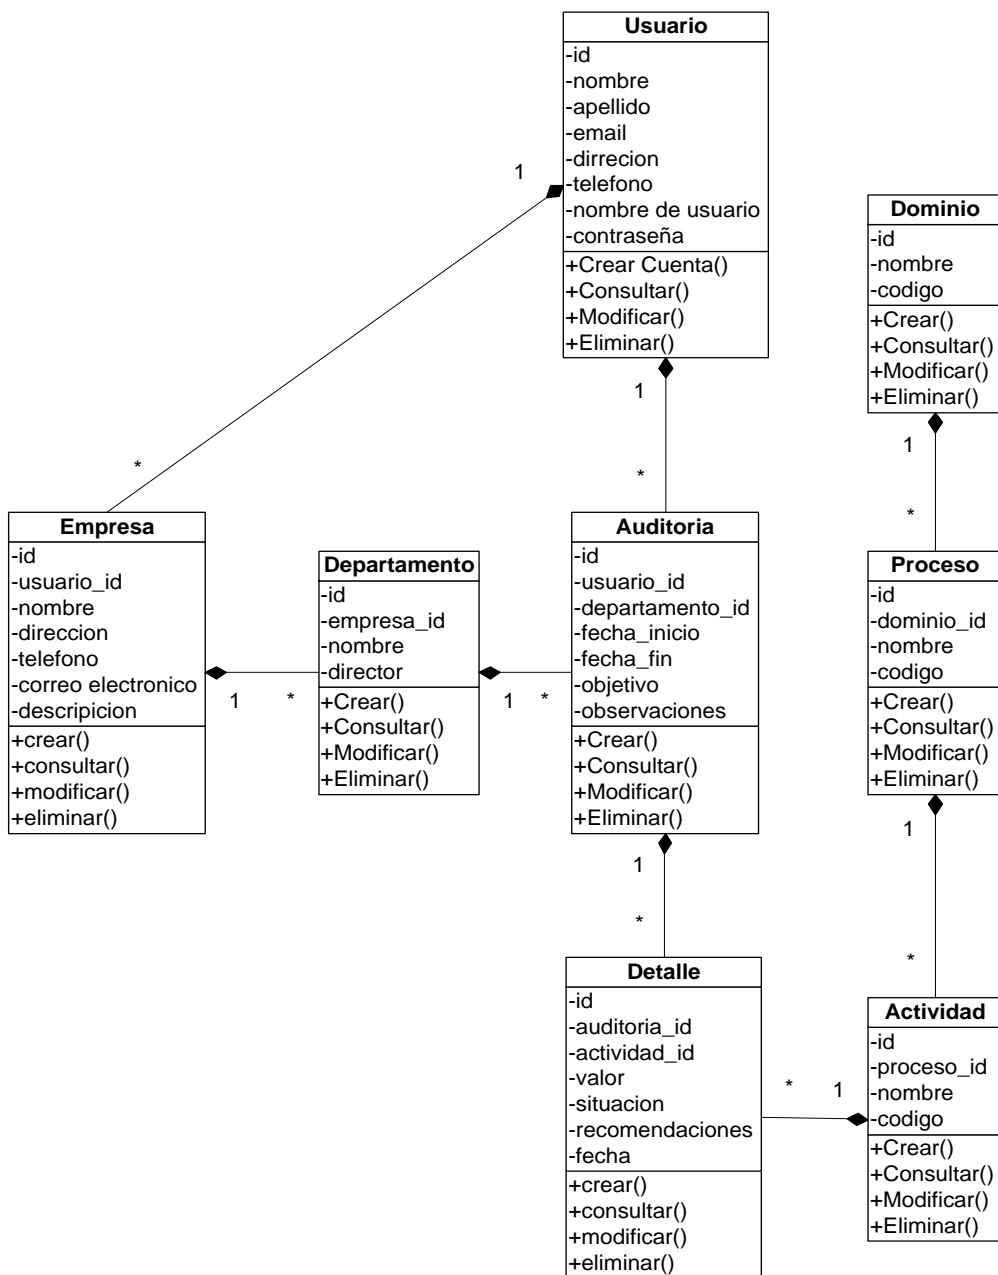 Usuario
-id
-nombre
-apellido
-email
-dirrecion
-telefono
-nombre de usuario
-contraseña
+Crear Cuenta()
+Consultar()
+Modificar()
+Eliminar()
1
*
1
*
Dominio
-id
-nombre
-codigo
+Crear()
+Consultar()
+Modificar()
+Eliminar()
1
*
Empresa
-id
-usuario_id
-nombre
-direccion
-telefono
-correo electronico
-descripicion
+crear()
+consultar()
+modificar()
+eliminar()
1
*
Departamento
-id
-empresa_id
-nombre
-director
+Crear()
+Consultar()
+Modificar()
+Eliminar()
1
*
Auditoria
-id
-usuario_id
-departamento_id
-fecha_inicio
-fecha_fin
-objetivo
-observaciones
+Crear()
+Consultar()
+Modificar()
+Eliminar()
1
*
Proceso
-id
-dominio_id
-nombre
-codigo
+Crear()
+Consultar()
+Modificar()
+Eliminar()
1
*
Detalle
-id
-auditoria_id
-actividad_id
-valor
-situacion
-recomendaciones
-fecha
+crear()
+consultar()
+modificar()
+eliminar()
*
1
Actividad
-id
-proceso_id
-nombre
-codigo
+Crear()
+Consultar()
+Modificar()
+Eliminar()